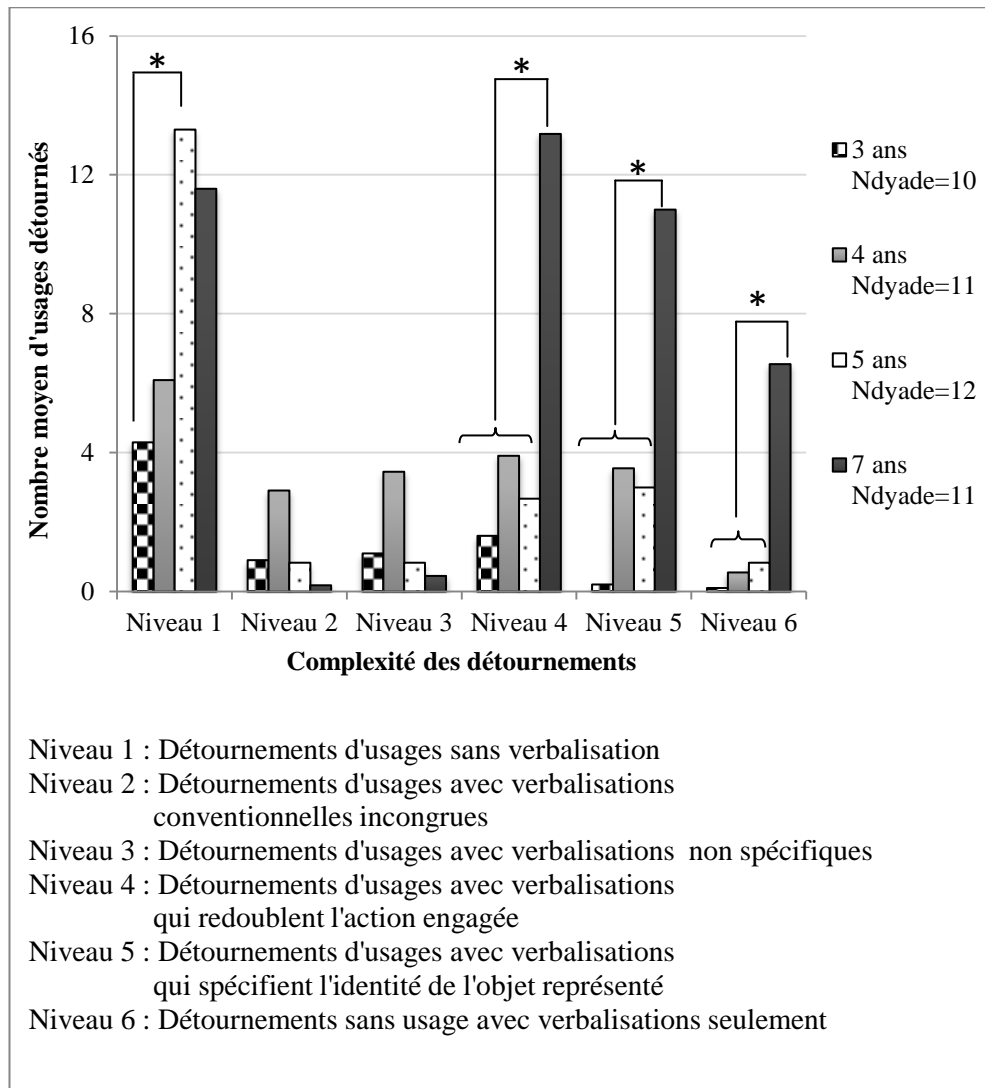 16
12
8
4
0
*
*
*
*
Nombre moyen d'usages détournés
Niveau 1 Niveau 2 Niveau 3 Niveau 4 Niveau 5 Niveau 6
Complexité des détournements
3 ans
Ndyade=10
4 ans
Ndyade=11
5 ans
Ndyade=12
7 ans
Ndyade=11
Niveau 1 : Détournements d'usages sans verbalisation
Niveau 2 : Détournements d'usages avec verbalisations
conventionnelles incongrues
Niveau 3 : Détournements d'usages avec verbalisations non spécifiques
Niveau 4 : Détournements d'usages avec verbalisations
qui redoublent l'action engagée
Niveau 5 : Détournements d'usages avec verbalisations
qui spécifient l'identité de l'objet représenté
Niveau 6 : Détournements sans usage avec verbalisations seulement